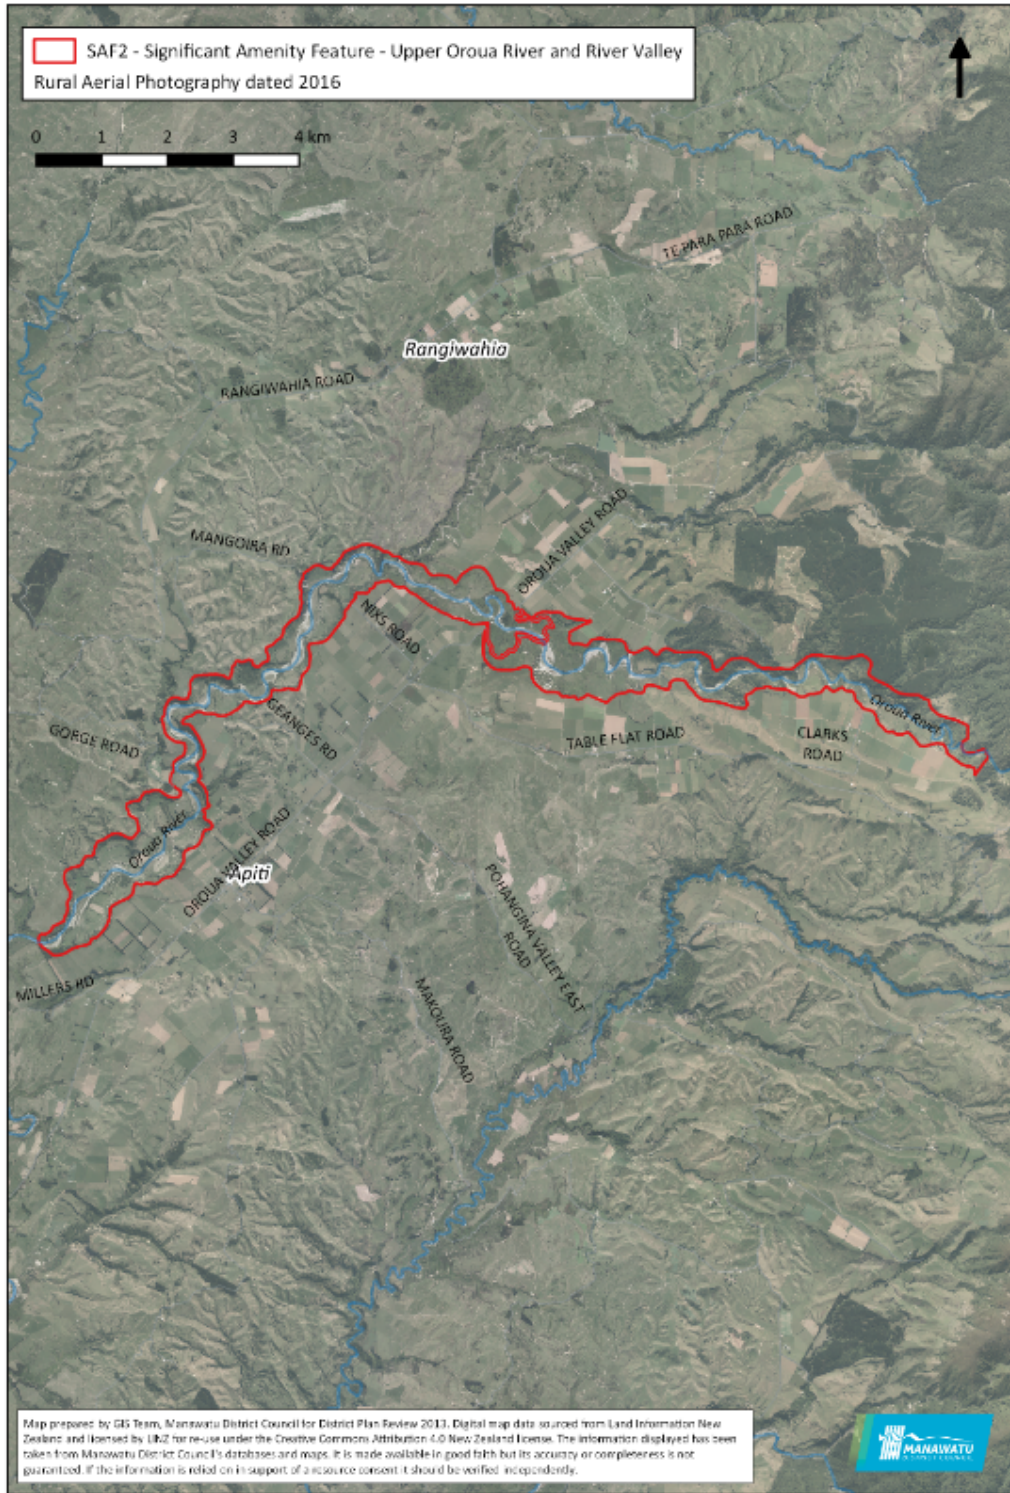 SAF2 - Significant Amenity Feature - Upper Oroua River and River Valley
Rural Aerial Photography dated 2016
0 1 2 3 4 km
TE PARA PARA ROAD
Rangiwahia
RANGIWAHIA ROAD
OROUA VALLEY ROAD
MANGOIRA RD
NIXS ROAD
Oroua River
GEANGES RD
GORGE ROAD
TABLE FLAT ROAD
CLARKS
ROAD
Oroua River
OROUA VALLEY ROAD
Apiti
POHANGINA VALLEY EAST
ROAD
MILLERS RD
MAKOURA ROAD
Map prepared by GIS Team, Manawatu District Council for District Plan Review 2013. Digital map data sourced from Land Information New
Zealand and licensed by LINZ for re-use under the Creative Commons Attribution 4.0 New Zealand license. The information displayed has been
taken from Manawatu District Council's databases and maps. It is made available in good faith but its accuracy or completeness is not
guaranteed. If the information is relied on in support of a resource consent it should be verified independently.
MANAWATU
DISTRICT COUNCIL